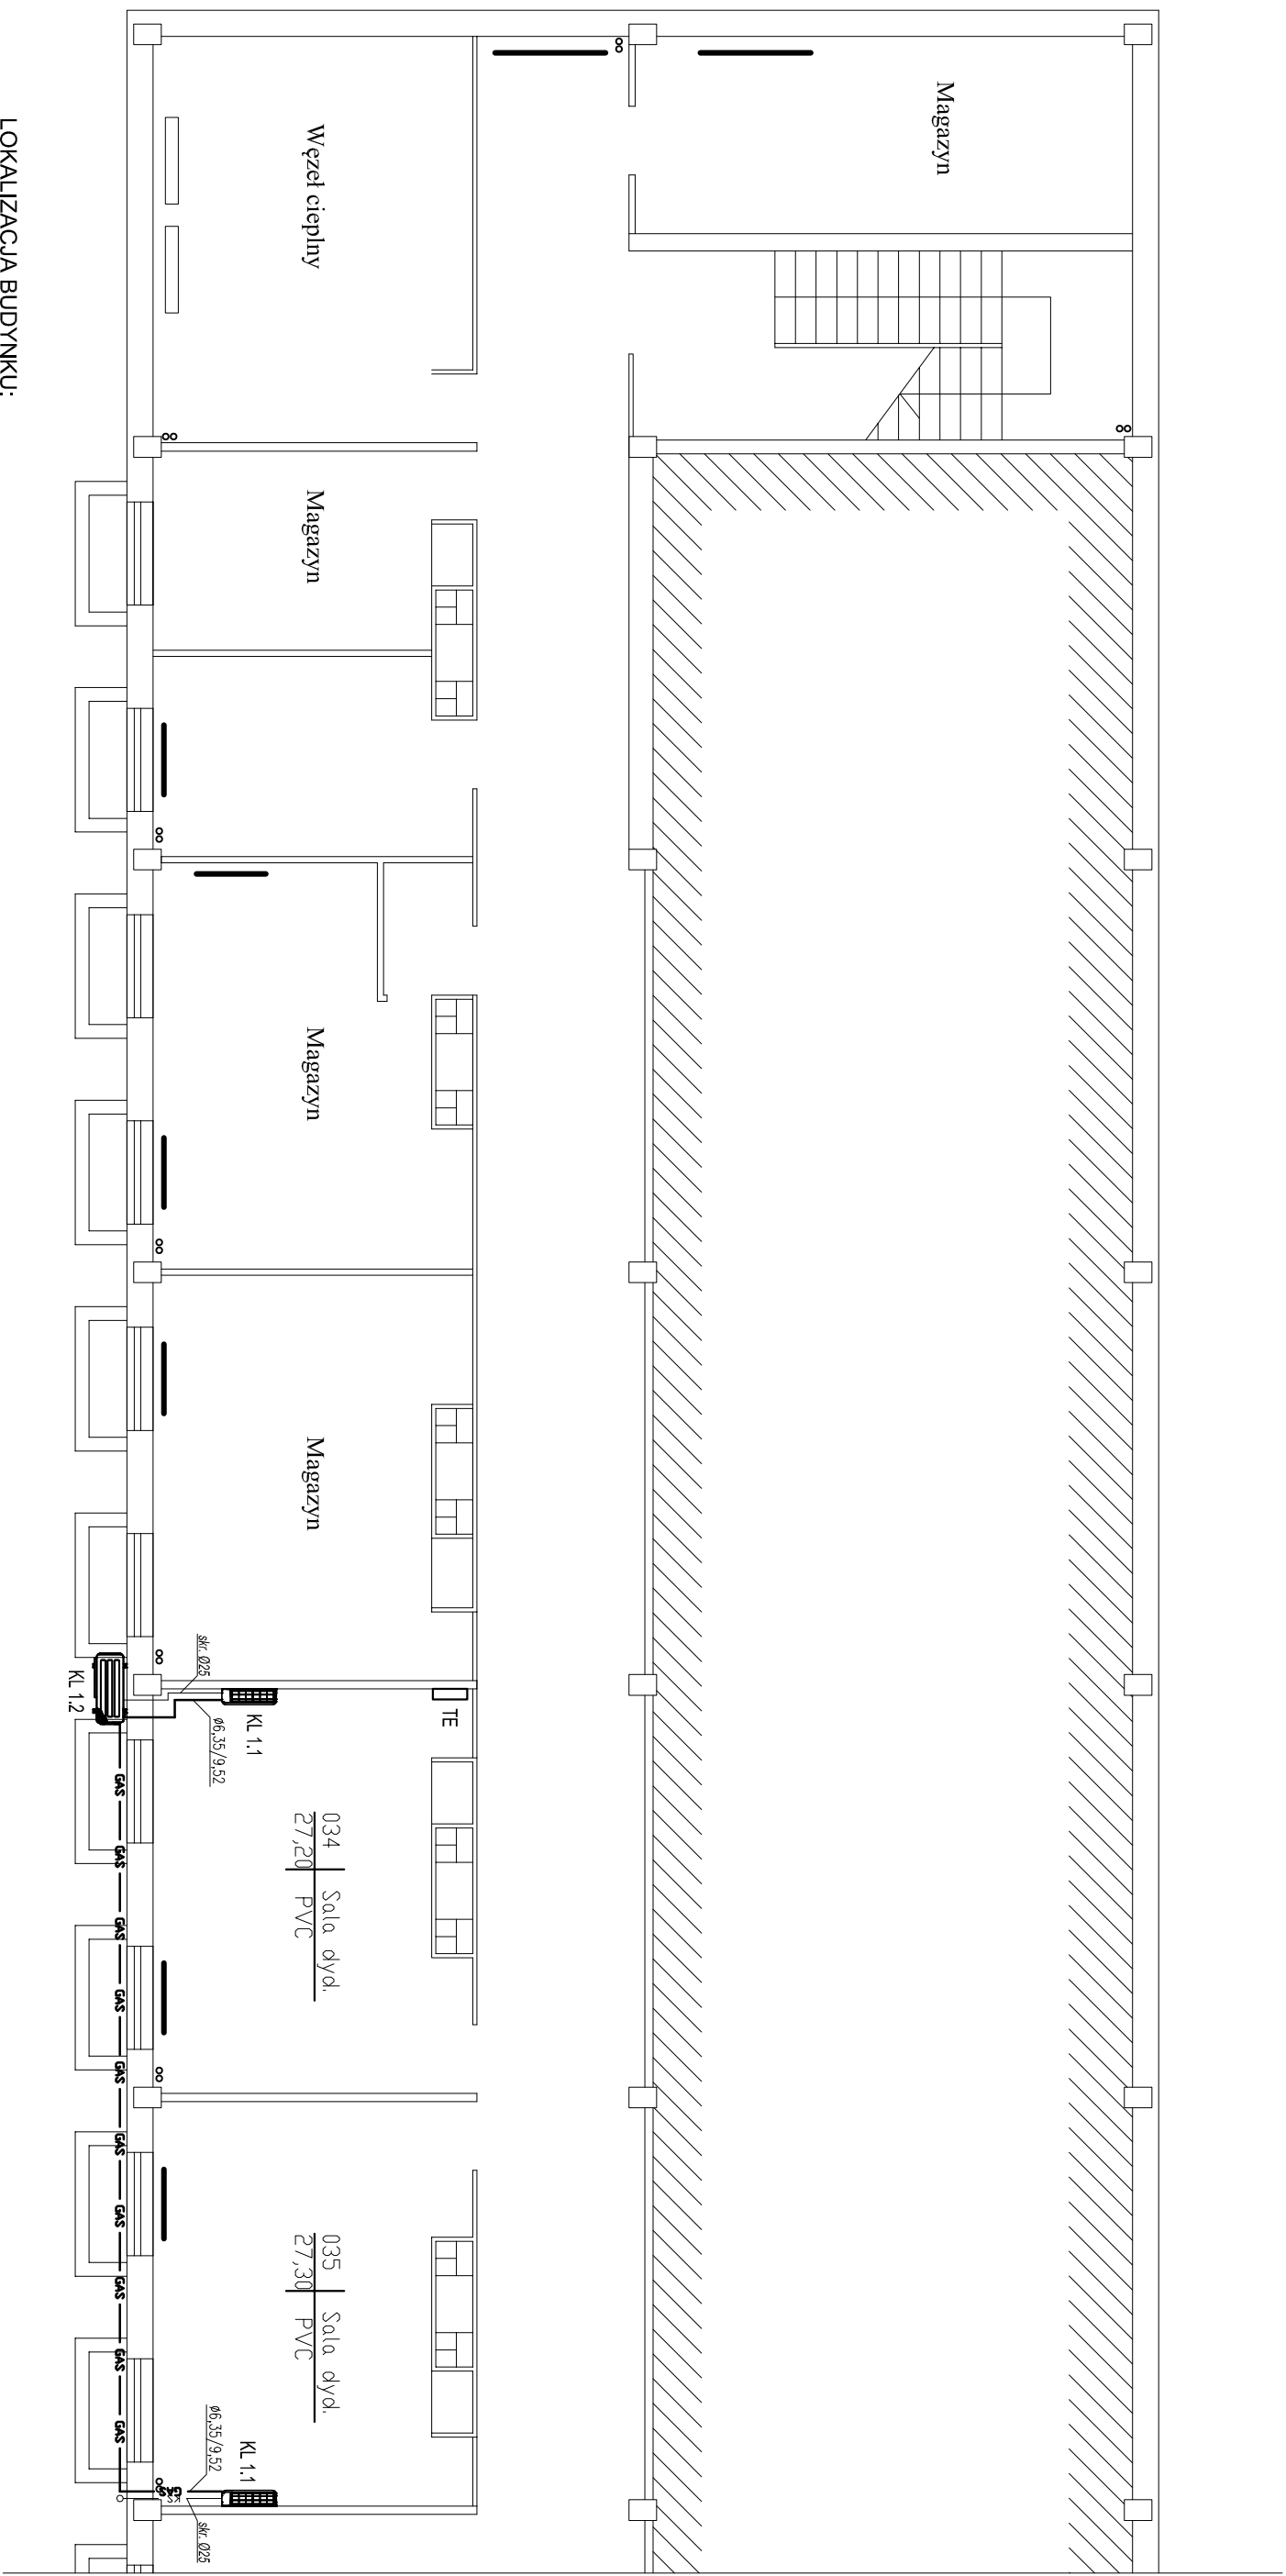 Magazyn
Węzeł cieplny
Magazyn
Magazyn
Magazyn
TE
KL 1.1
KL 1.2
skr. Ø25
ø6,35/9,52
034 Sala dyd.
27,20 PVC
035 Sala dyd.
27,30 PVC
KL 1.1
ø6,35/9,52
skr. Ø25
GAS
GAS
GAS
GAS
GAS
GAS
GAS
GAS
GAS
GAS
GAS
LOKALIZACJA BUDYNKU: